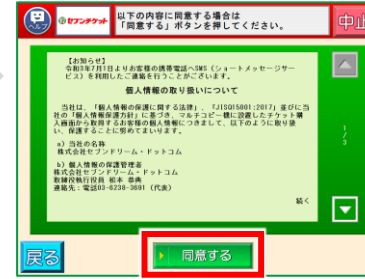 ヘルプ
セブンチケット
以下の内容に同意する場合は
「同意する」ボタンを押してください。
中止
【お知らせ】
令和3年7月1日よりお客様の携帯電話へSMS(ショートメッセージサー
ビス)を利用したご連絡を行うことがございます。
個人情報の取り扱いについて
当社は、「個人情報の保護に関する法律」、「JISQ15001:2017」並びに当
社の「個人情報保護方針」に基づき、マルチコピー機に設置したチケット購
入画面から取得するお客様の個人情報につきまして、以下のように取り扱
い、保護することに努めてまいります。
a) 当社の名称
株式会社セブンドリーム・ドットコム
b) 個人情報の保護管理者
株式会社セブンドリーム・ドットコム
取締役執行役員
連絡先:電話03-6238-3691(代表)
続く
1/3
戻る
同意する